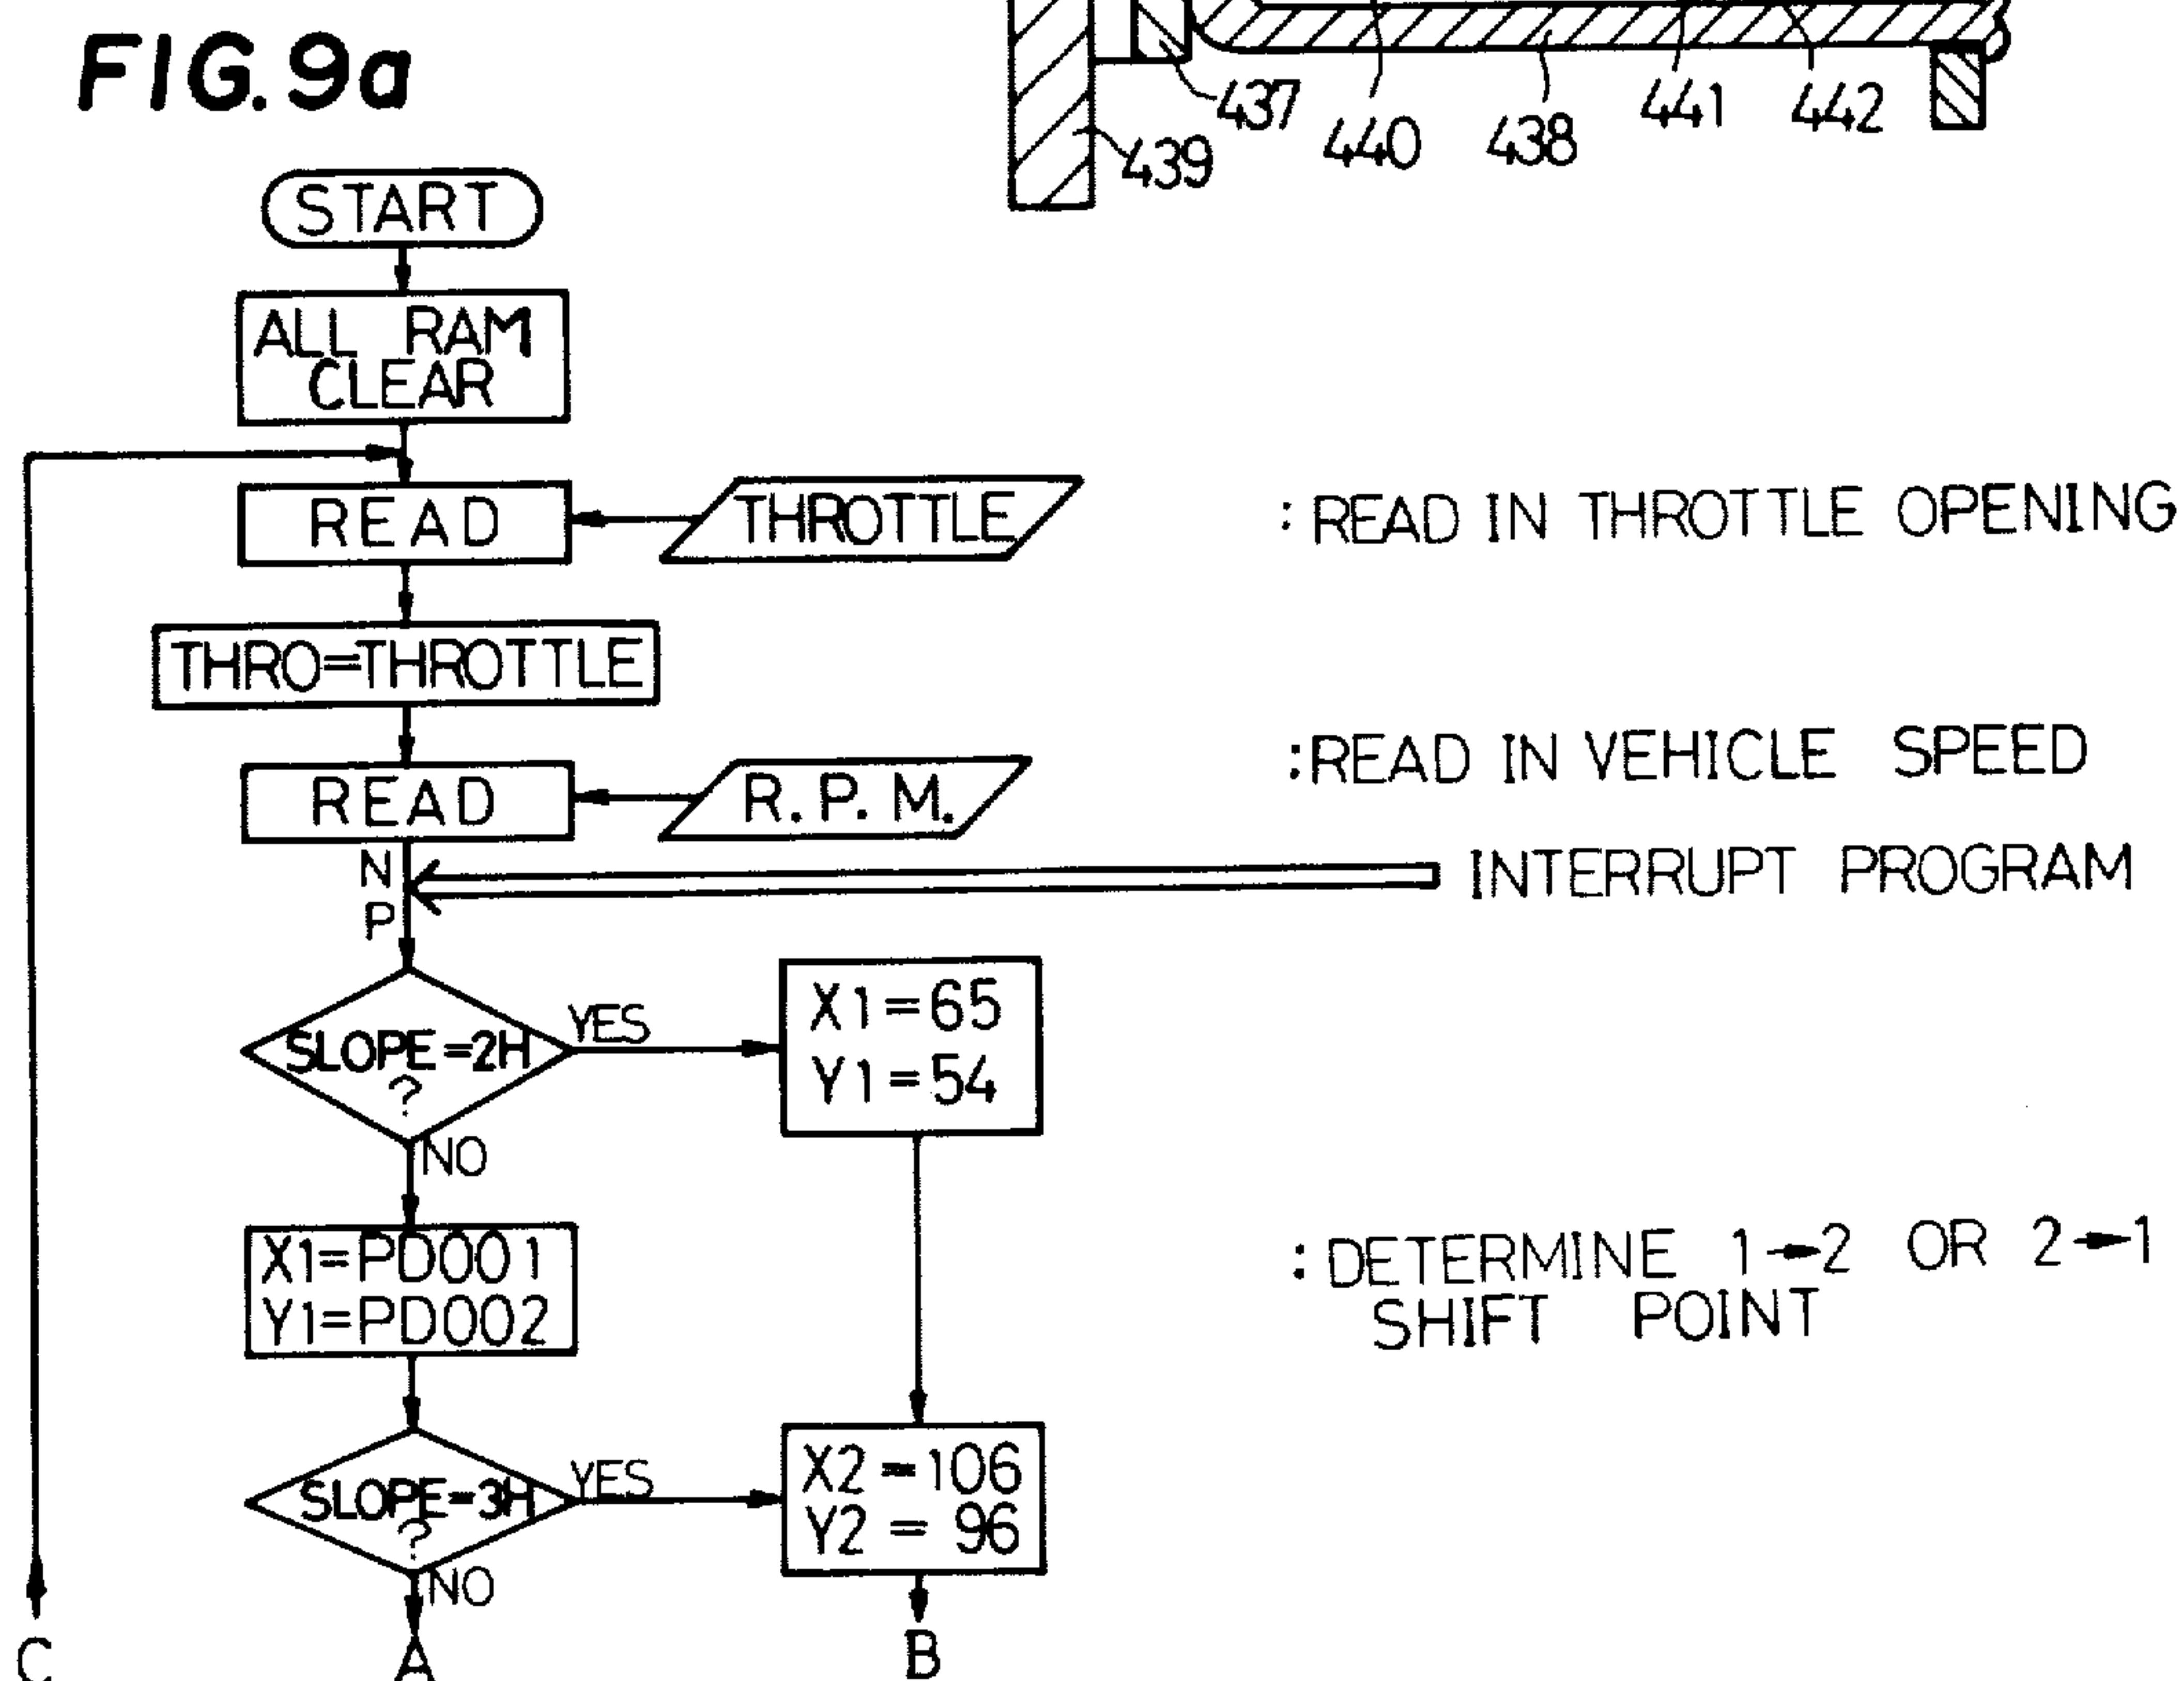 FIG. 9a
437
439
440
438
441
442
START
ALL RAM
CLEAR
READ
THROTTLE
: READ IN THROTTLE OPENING
THRO=THROTTLE
READ
R. P. M.
:READ IN VEHICLE SPEED
N
P
INTERRUPT PROGRAM
SLOPE=2H
?
YES
NO
X1=65
Y1=54
X1=PD001
Y1=PD002
: DETERMINE 1→2 OR 2→1
SHIFT POINT
SLOPE=3H
?
YES
NO
X2=106
Y2 = 96
C
A
B